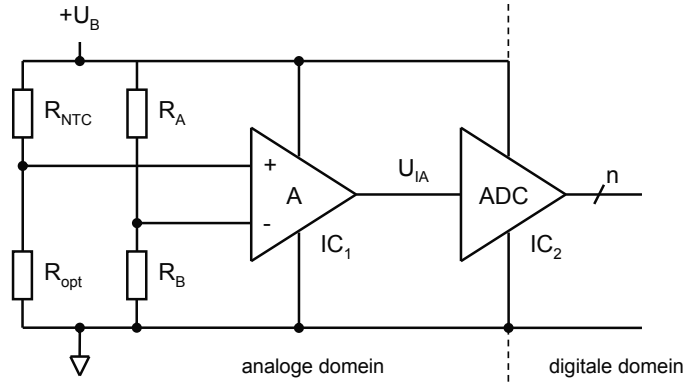 +U_B
R_NTC
R_A
+
-
A
IC_1
U_IA
ADC
IC_2
n
R_opt
R_B
analoge domein
digitale domein